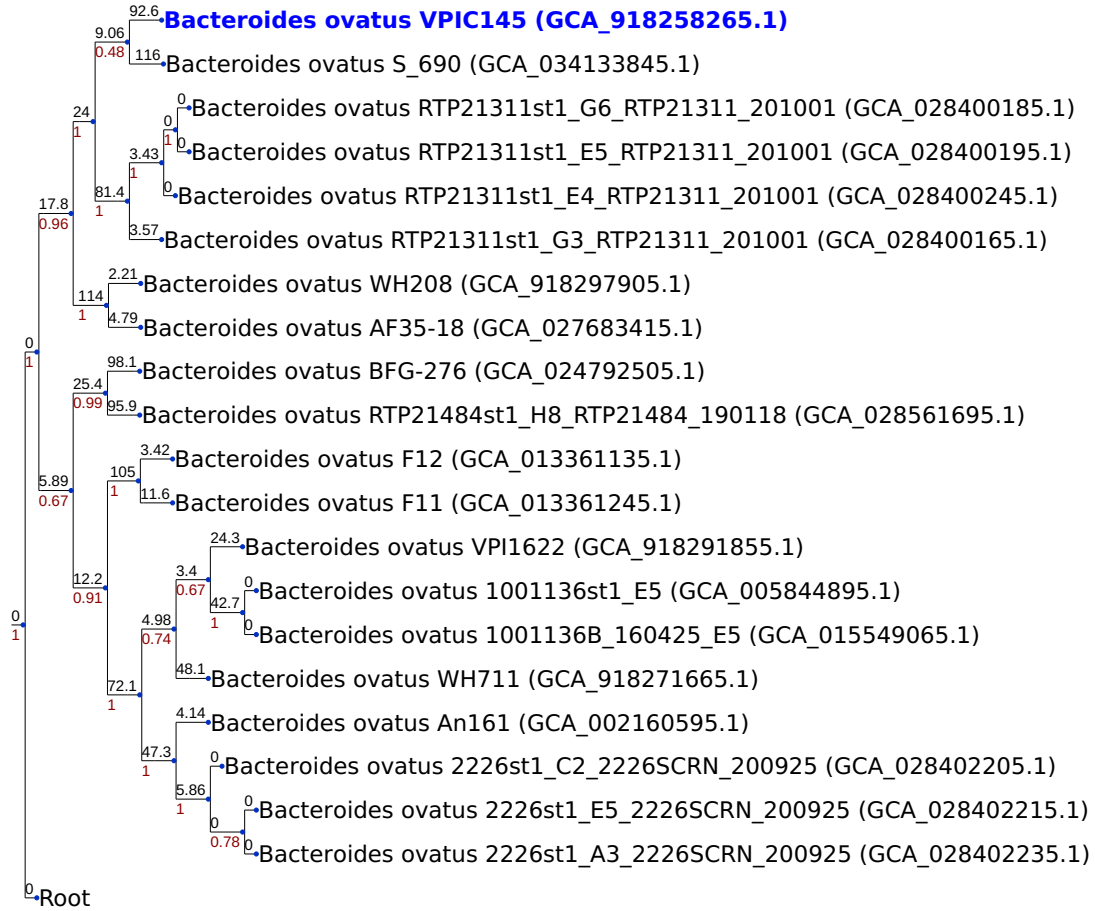 92.6
Bacteroides ovatus VPIC145 (GCA_918258265.1)
9.06
0.48
116
Bacteroides ovatus S_690 (GCA_034133845.1)
24
1
0
Bacteroides ovatus RTP21311st1_G6_RTP21311_201001 (GCA_028400185.1)
0
1
0
Bacteroides ovatus RTP21311st1_E5_RTP21311_201001 (GCA_028400195.1)
3.43
1
0
Bacteroides ovatus RTP21311st1_E4_RTP21311_201001 (GCA_028400245.1)
81.4
1
17.8
0.96
3.57
Bacteroides ovatus RTP21311st1_G3_RTP21311_201001 (GCA_028400165.1)
2.21
Bacteroides ovatus WH208 (GCA_918297905.1)
114
1
4.79
Bacteroides ovatus AF35-18 (GCA_027683415.1)
0
1
98.1
Bacteroides ovatus BFG-276 (GCA_024792505.1)
25.4
0.99
95.9
Bacteroides ovatus RTP21484st1_H8_RTP21484_190118 (GCA_028561695.1)
3.42
Bacteroides ovatus F12 (GCA_013361135.1)
105
1
5.89
0.67
11.6
Bacteroides ovatus F11 (GCA_013361245.1)
24.3
Bacteroides ovatus VPI1622 (GCA_918291855.1)
3.4
0.67
0
Bacteroides ovatus 1001136st1_E5 (GCA_005844895.1)
12.2
0.91
42.7
1
0
Bacteroides ovatus 1001136B_160425_E5 (GCA_015549065.1)
0
1
4.98
0.74
48.1
Bacteroides ovatus WH711 (GCA_918271665.1)
72.1
1
4.14
Bacteroides ovatus An161 (GCA_002160595.1)
47.3
1
0
Bacteroides ovatus 2226st1_C2_2226SCRN_200925 (GCA_028402205.1)
5.86
1
0
Bacteroides ovatus 2226st1_E5_2226SCRN_200925 (GCA_028402215.1)
0
0.78
0
Bacteroides ovatus 2226st1_A3_2226SCRN_200925 (GCA_028402235.1)
0
Root